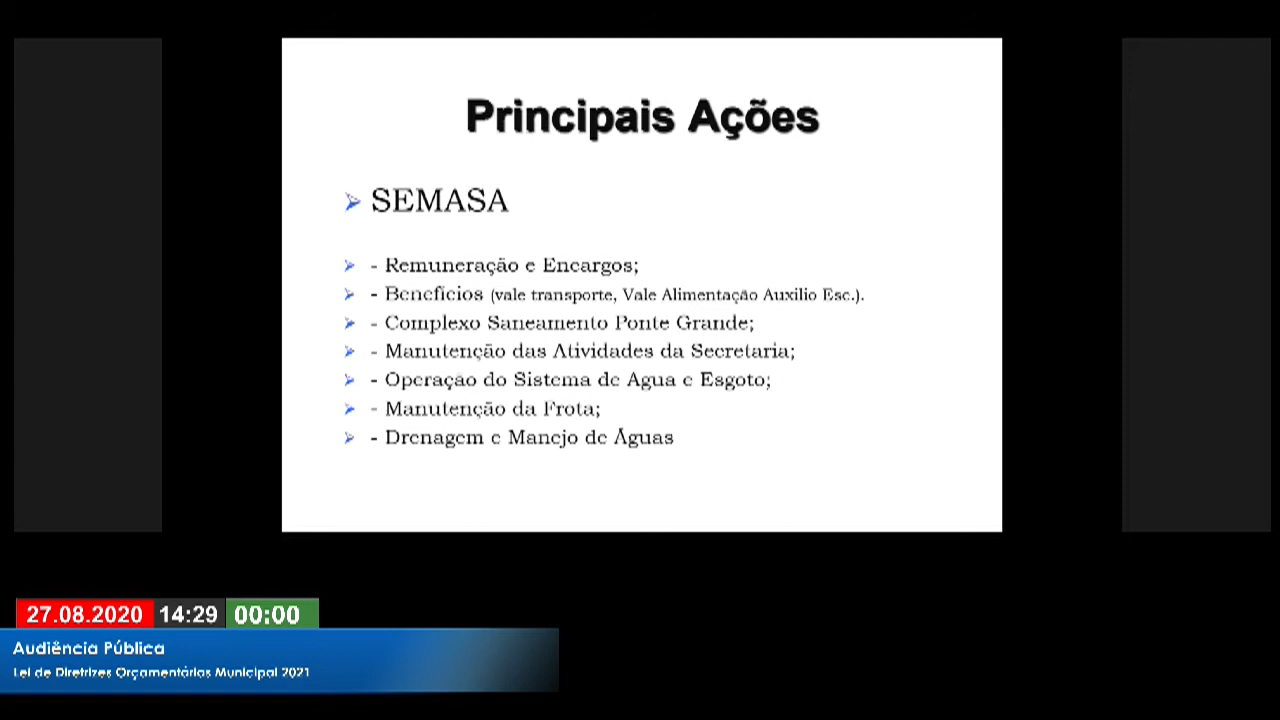 Principais Ações
SEMASA
- Remuneração e Encargos;
- Benefícios (vale transporte, Vale Alimentação Auxilio Esc.).
- Complexo Saneamento Ponte Grande;
- Manutenção das Atividades da Secretaria;
- Operação do Sistema de Agua e Esgoto;
- Manutenção da Frota;
- Drenagem e Manejo de Águas
27.08.2020 14:29 00:00
Audiência Pública
Lei de Diretrizes Orçamentárias Municipal 2021